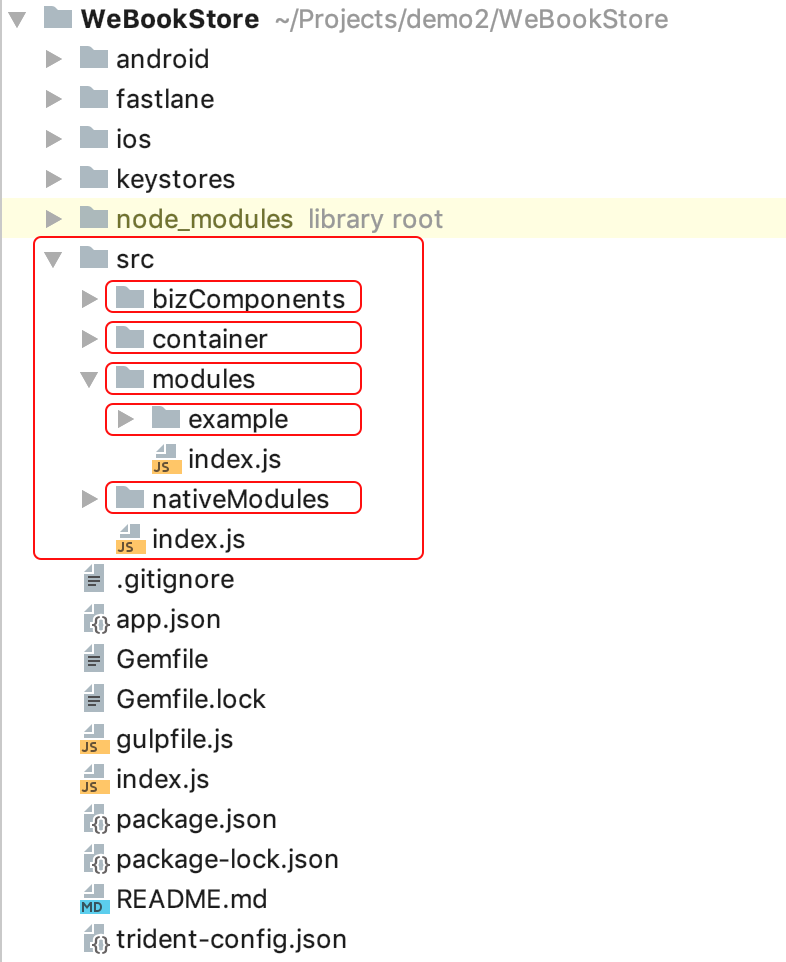 WeBookStore ~/Projects/demo2/WeBookStore
android
fastlane
ios
keystores
node_modules library root
src
bizComponents
container
modules
example
JS index.js
nativeModules
JS index.js
.gitignore
{} app.json
Gemfile
Gemfile.lock
JS gulpfile.js
JS index.js
{} package.json
{} package-lock.json
MD README.md
{} trident-config.json